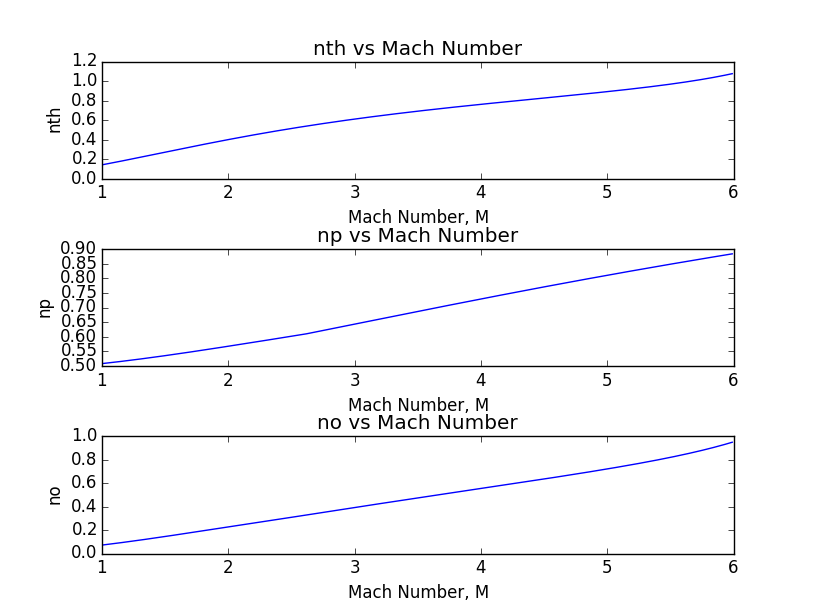 nth vs Mach Number
1.2
1.0
0.8
0.6
0.4
0.2
0.0
nth
1 2 3 4 5 6
Mach Number, M
np vs Mach Number
0.90
0.85
0.80
0.75
0.70
0.65
0.60
0.55
0.50
np
1 2 3 4 5 6
Mach Number, M
no vs Mach Number
1.0
0.8
0.6
0.4
0.2
0.0
no
1 2 3 4 5 6
Mach Number, M